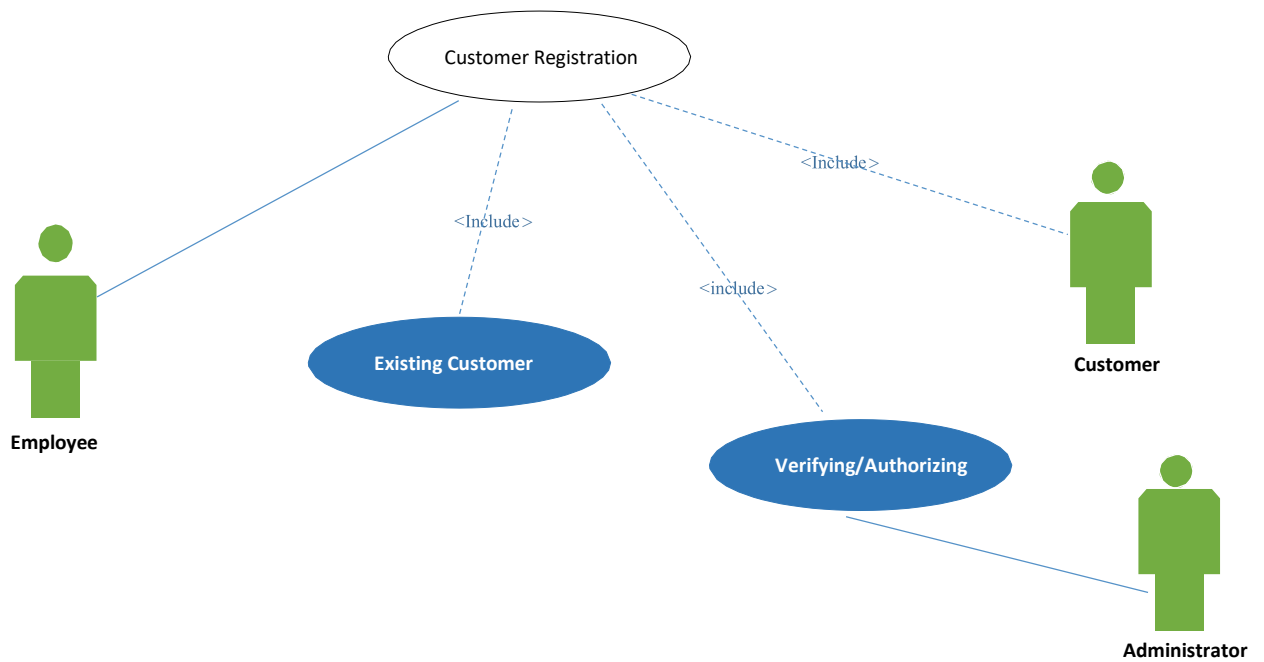 Customer Registration
<Include>
<Include>
<include>
Existing Customer
Customer
Employee
Verifying/Authorizing
Administrator